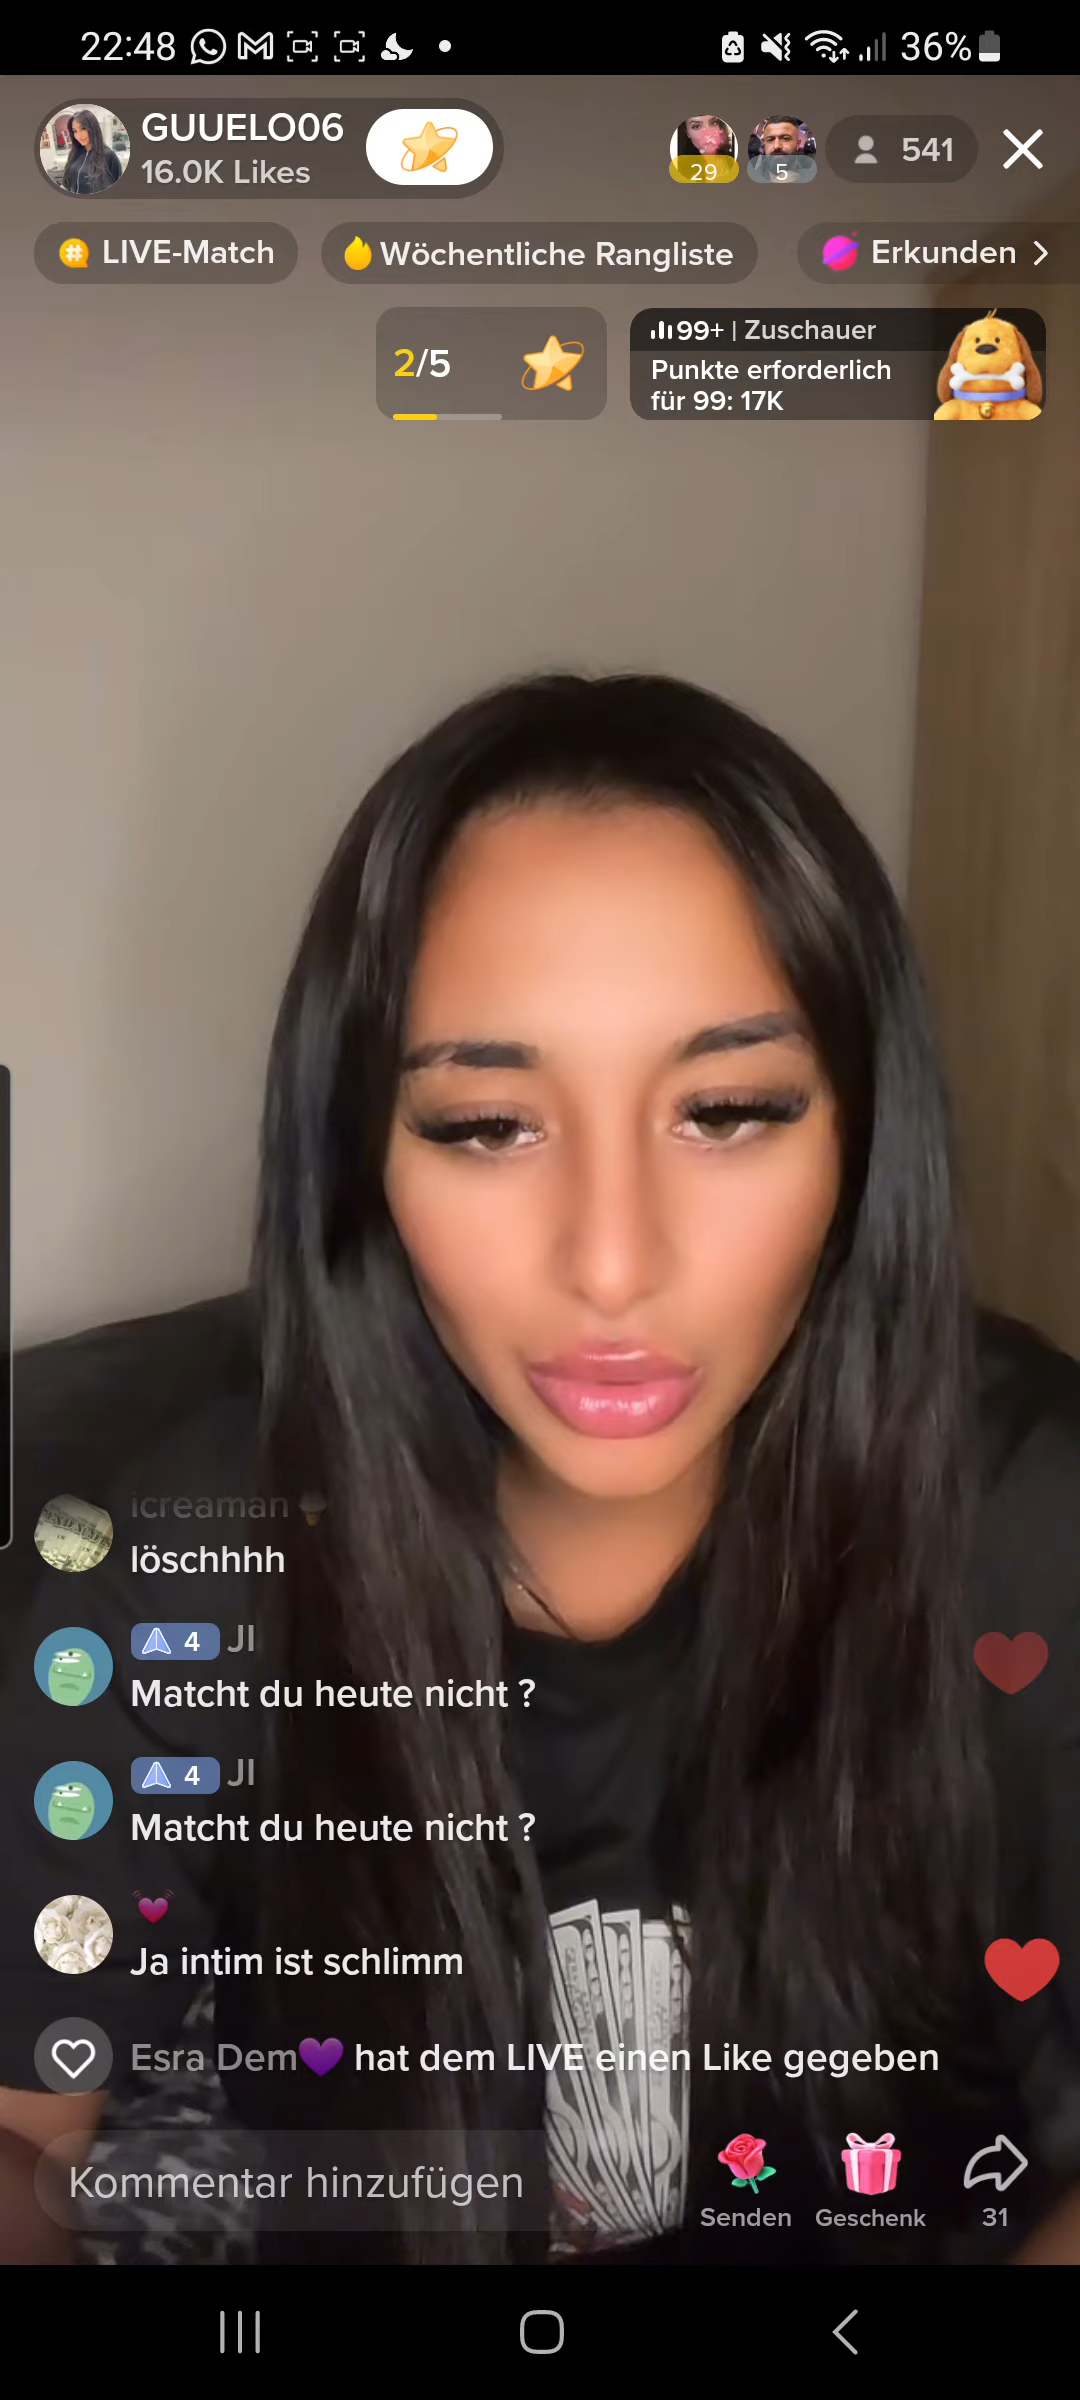 22:48
36%
GUUELO06
16.0K Likes
29
5
541
LIVE-Match
Wöchentliche Rangliste
Erkunden
2/5
99+ | Zuschauer
Punkte erforderlich
für 99: 17K
icreaman
löschhhh
4 JI
Matcht du heute nicht ?
4 JI
Matcht du heute nicht ?
Ja intim ist schlimm
Esra Dem💜 hat dem LIVE einen Like gegeben
Kommentar hinzufügen
Senden
Geschenk
31